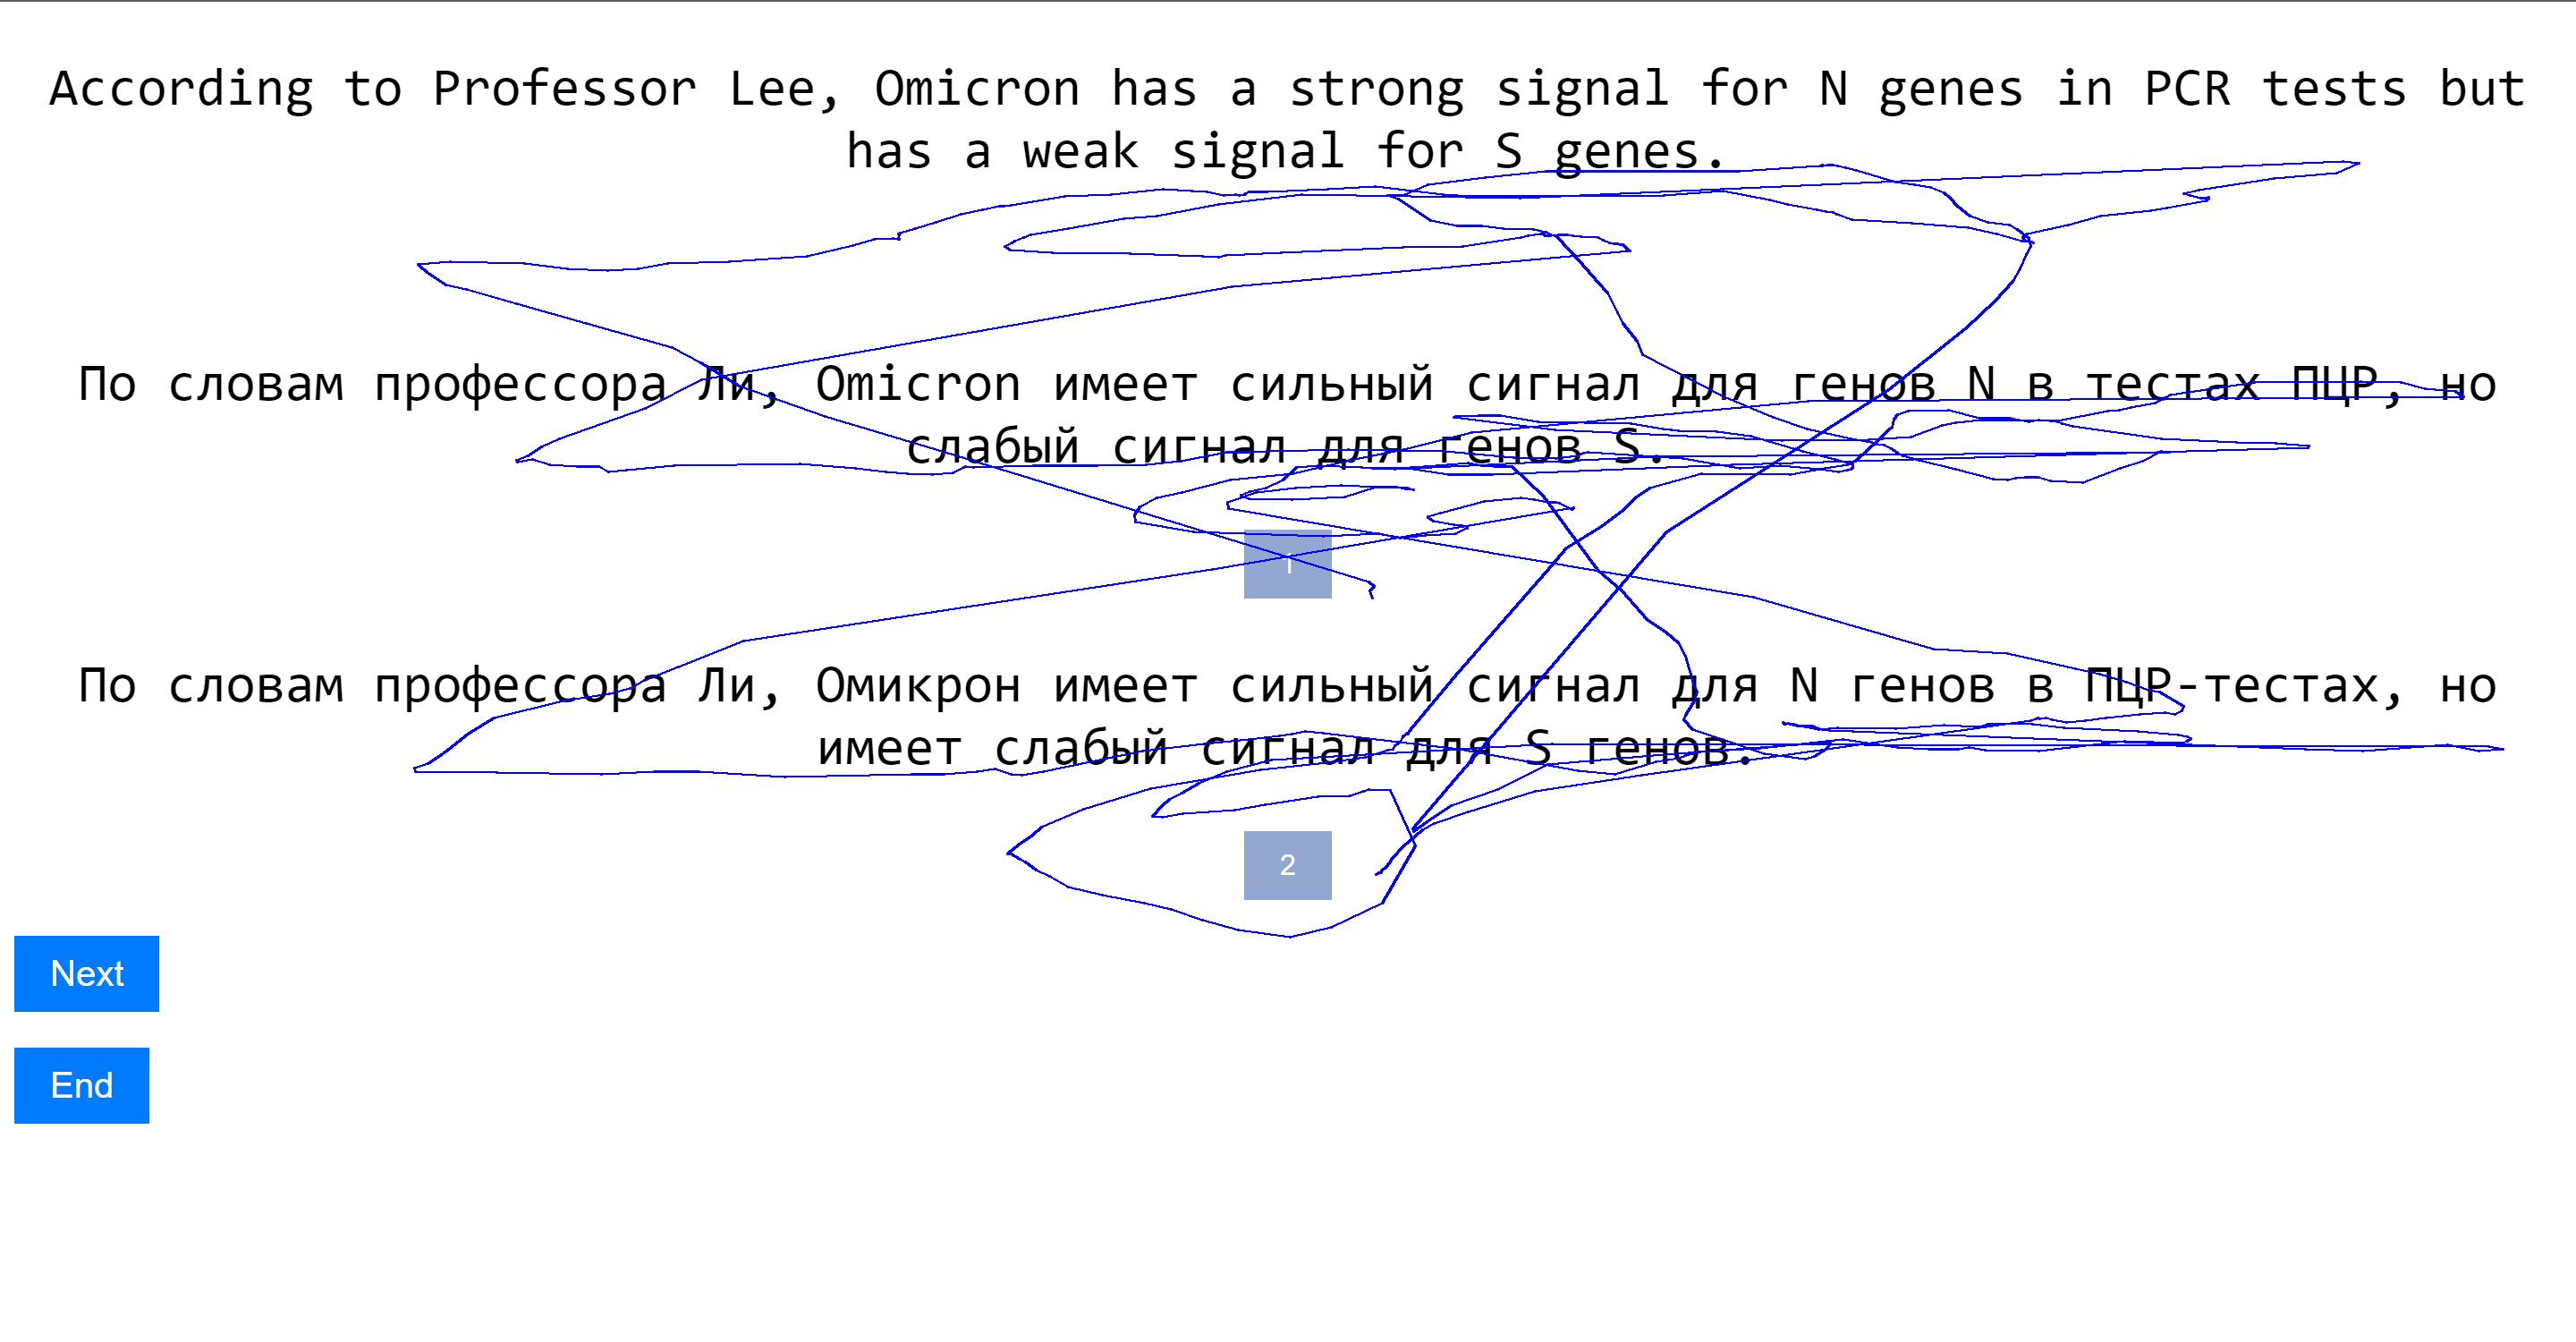 According to Professor Lee, Omicron has a strong signal for N genes in PCR tests but
has a weak signal for S genes.
По словам профессора Ли, Omicron имеет сильный сигнал для генов N в тестах ПЦР, но
слабый сигнал для генов S.
1
По словам профессора Ли, Омикрон имеет сильный сигнал для N генов в ПЦР-тестах, но
имеет слабый сигнал для S генов.
2
Next
End